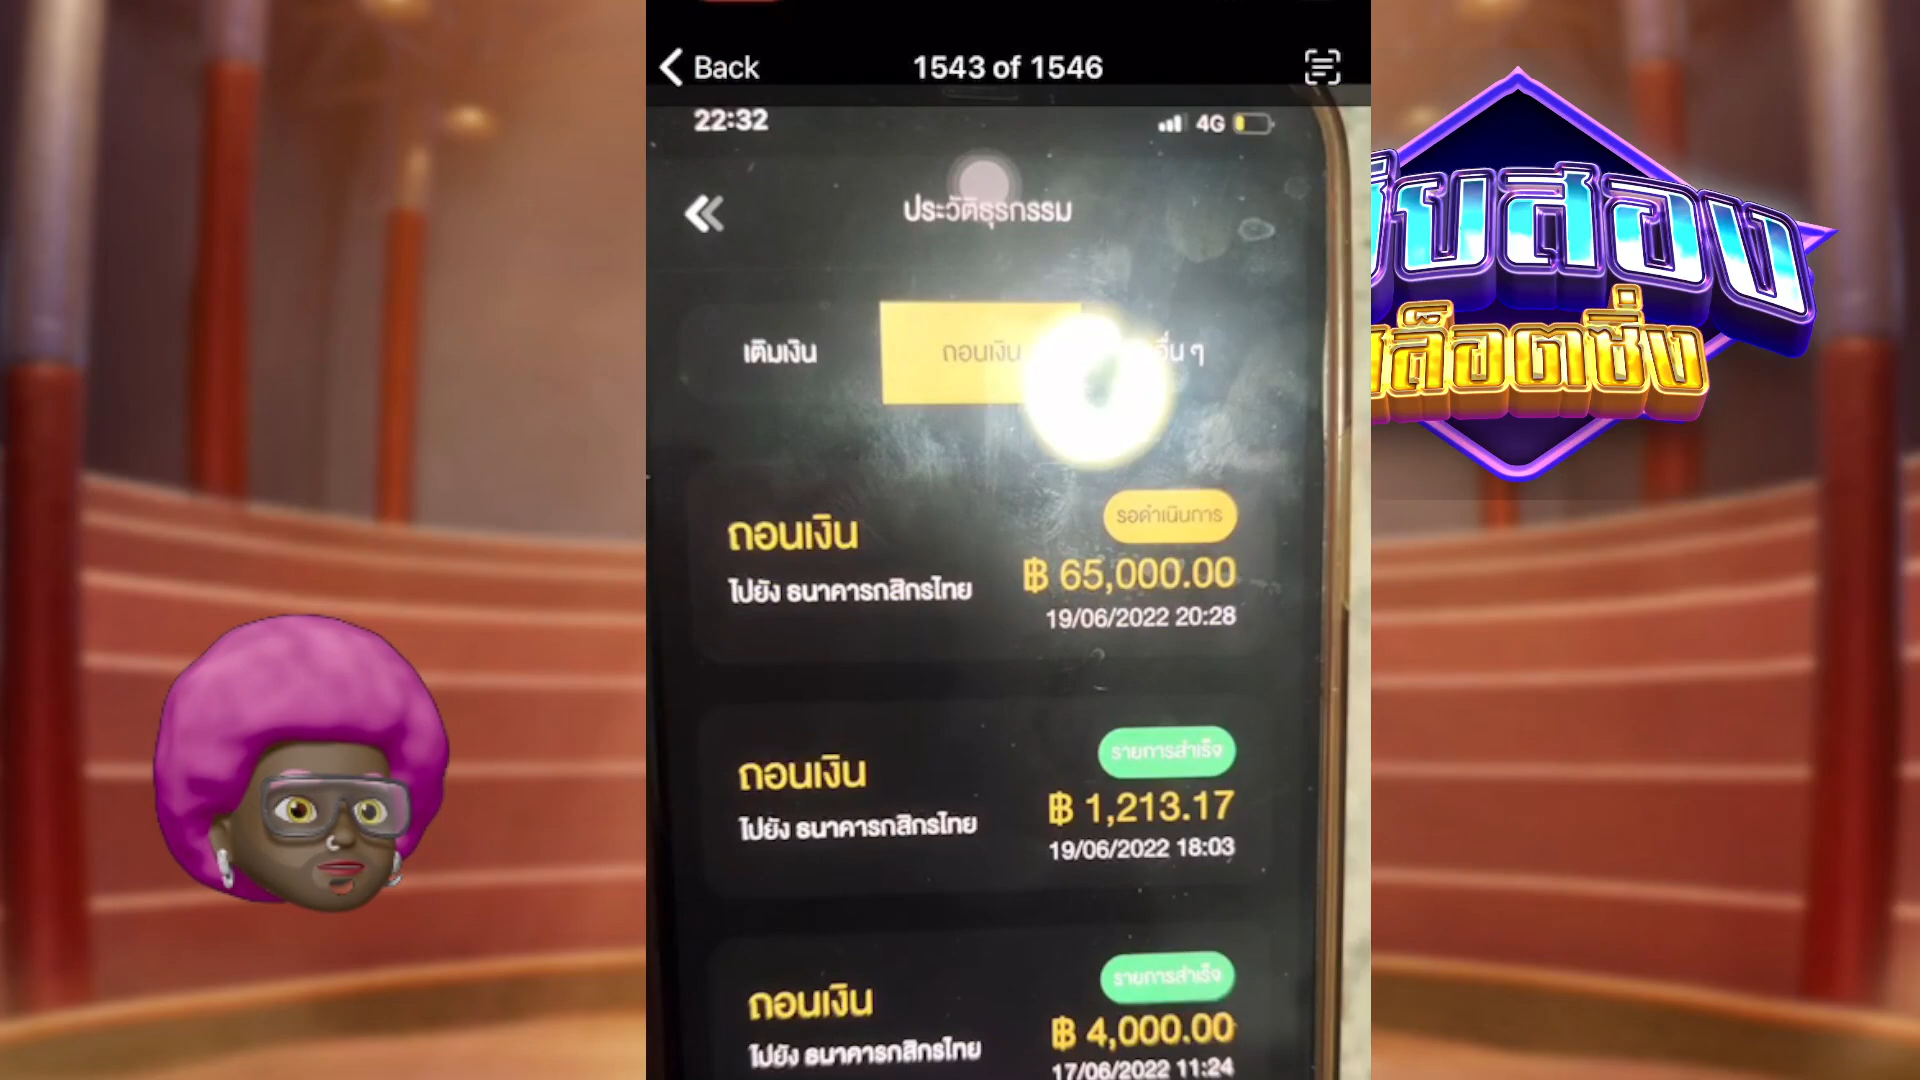 Back
1543 of 1546
22:32
4G
ประวัติธุรกรรม
เติมเงิน
ถอนเงิน
อื่น ๆ
รอดำเนินการ
ถอนเงิน
฿ 65,000.00
ไปยัง ธนาคารกสิกรไทย
19/06/2022 20:28
รายการสำเร็จ
ถอนเงิน
฿ 1,213.17
ไปยัง ธนาคารกสิกรไทย
19/06/2022 18:03
รายการสำเร็จ
ถอนเงิน
฿ 4,000.00
ไปยัง ธนาคารกสิกรไทย
17/06/2022 11:24
สล็อตซิ่ง